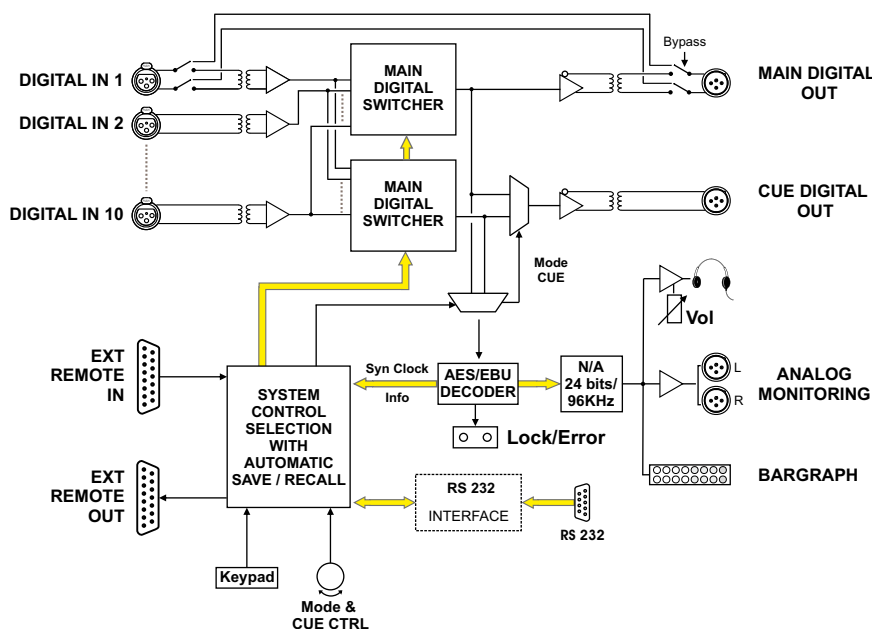 Bypass
DIGITAL IN 1
MAIN
DIGITAL
SWITCHER
MAIN DIGITAL
OUT
DIGITAL IN 2
DIGITAL IN 10
MAIN
DIGITAL
SWITCHER
CUE DIGITAL
OUT
Mode
CUE
Vol
EXT
REMOTE
IN
SYSTEM
CONTROL
SELECTION
WITH
AUTOMATIC
SAVE / RECALL
Syn Clock
Info
AES/EBU
DECODER
N/A
24 bits/
96KHz
L
R
ANALOG
MONITORING
Lock/Error
BARGRAPH
EXT
REMOTE
OUT
RS 232
INTERFACE
RS 232
Keypad
Mode &
CUE CTRL